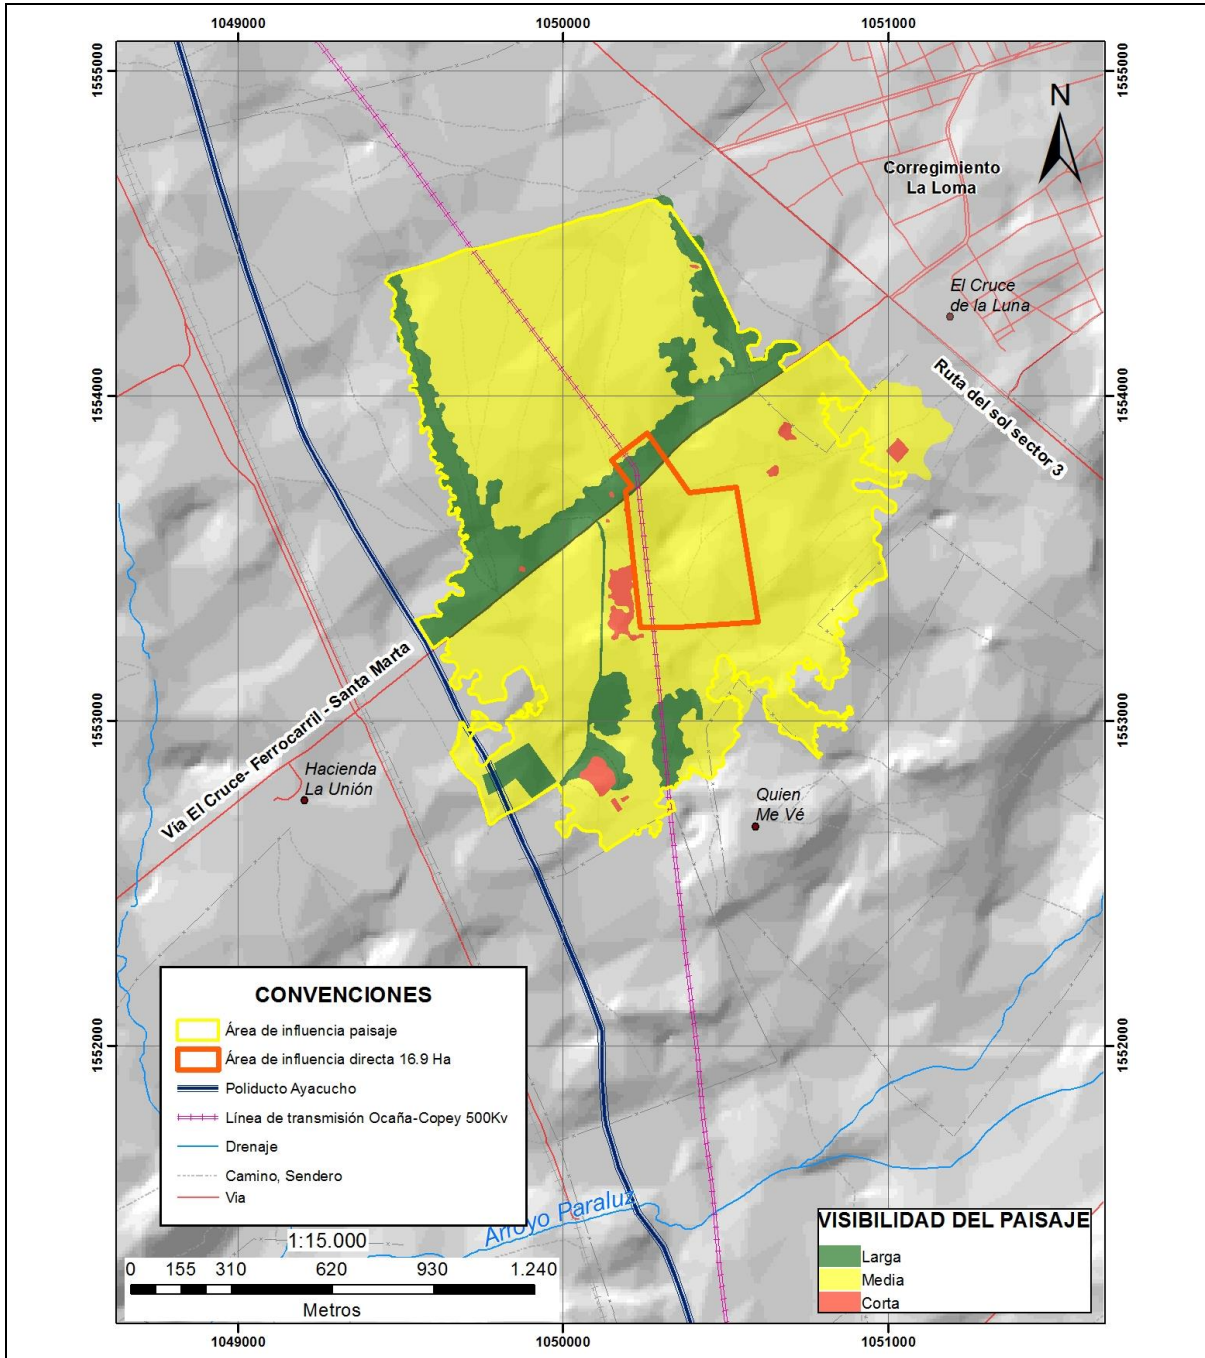 1049000
1050000
1051000
1555000
1555000
N
Corregimiento
La Loma
El Cruce
de la Luna
1554000
1554000
Ruta del sol sector 3
Vía El Cruce- Ferrocarril - Santa Marta
1553000
1553000
Hacienda
La Unión
Quien
Me Vé
CONVENCIONES
Área de influencia paisaje
Área de influencia directa 16.9 Ha
Poliducto Ayacucho
Línea de transmisión Ocaña-Copey 500Kv
Drenaje
Camino, Sendero
Via
1552000
1552000
Arroyo Paraluz
1:15.000
0 155 310 620 930 1.240
Metros
VISIBILIDAD DEL PAISAJE
Larga
Media
Corta
1049000
1050000
1051000